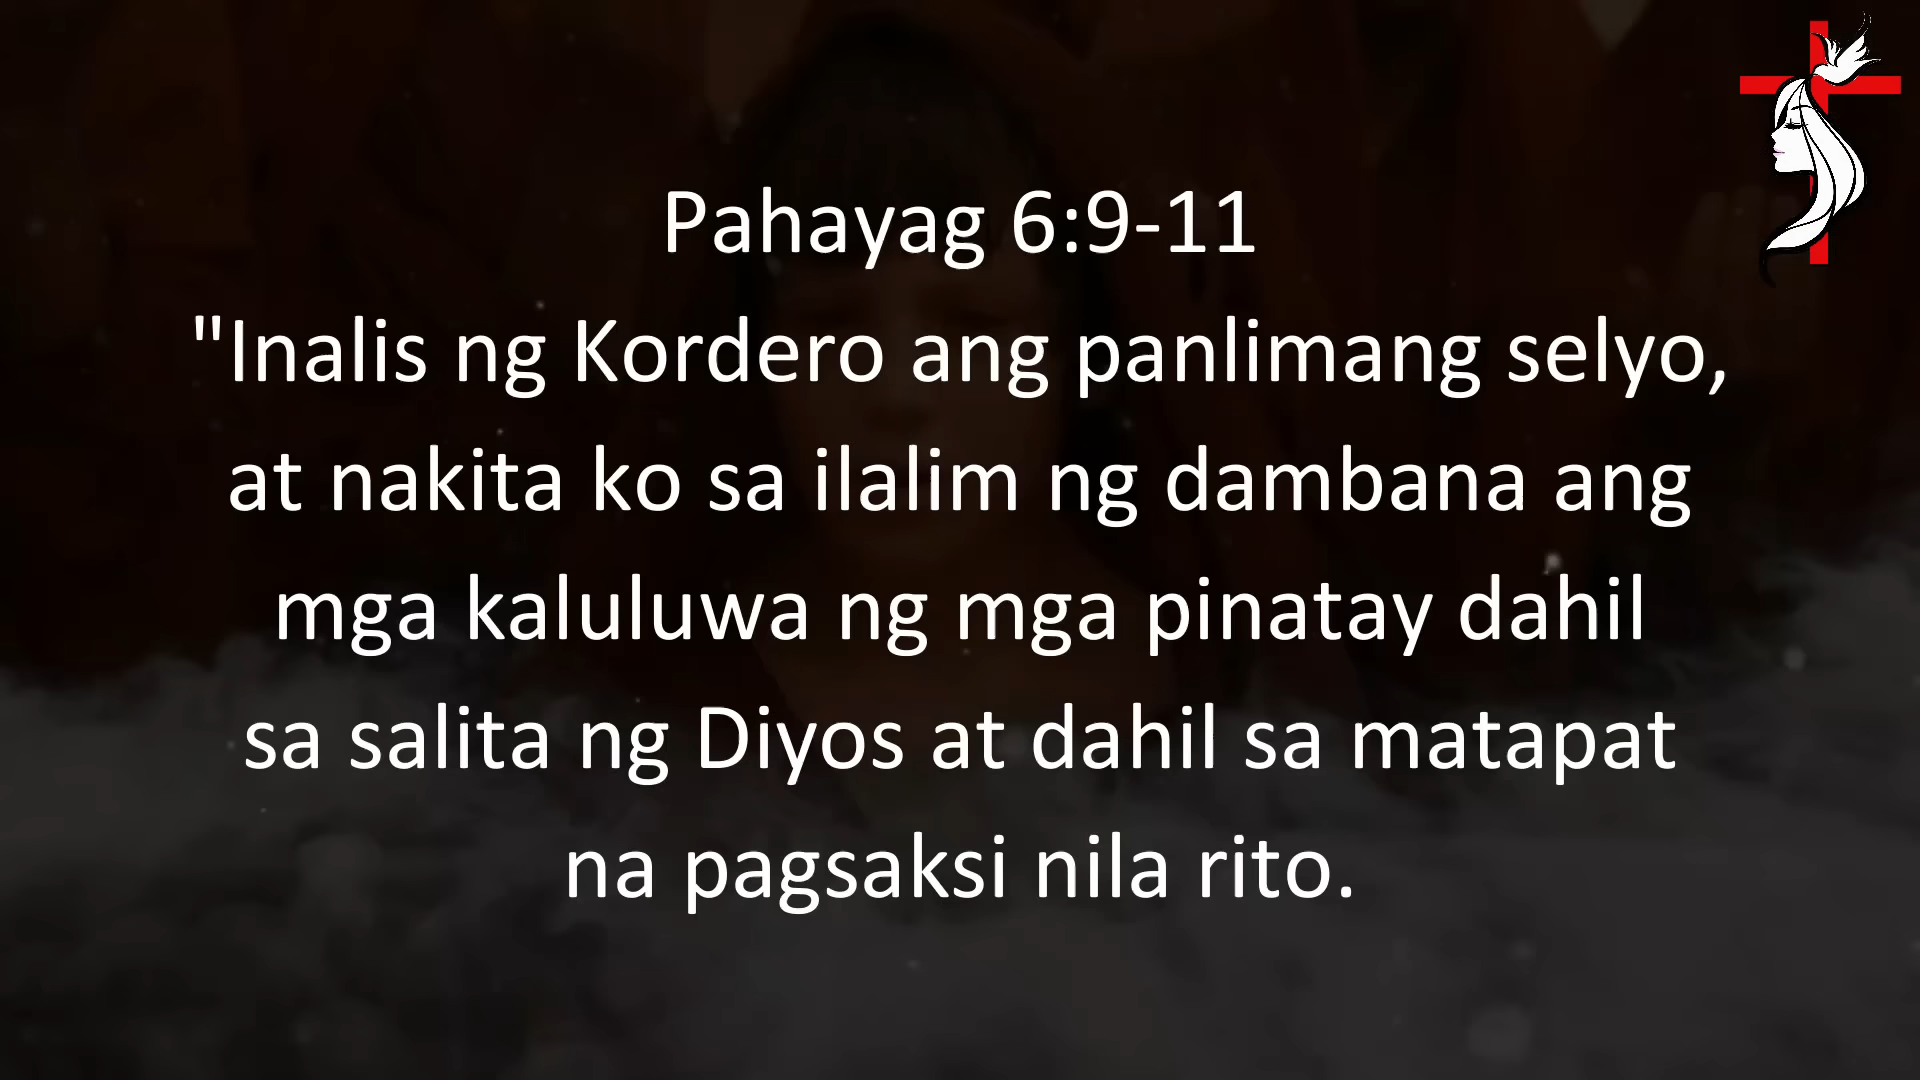 Pahayag 6:9-11
"Inalis ng Kordero ang panlimang selyo,
at nakita ko sa ilalim ng dambana ang
mga kaluluwa ng mga pinatay dahil
sa salita ng Diyos at dahil sa matapat
na pagsaksi nila rito.